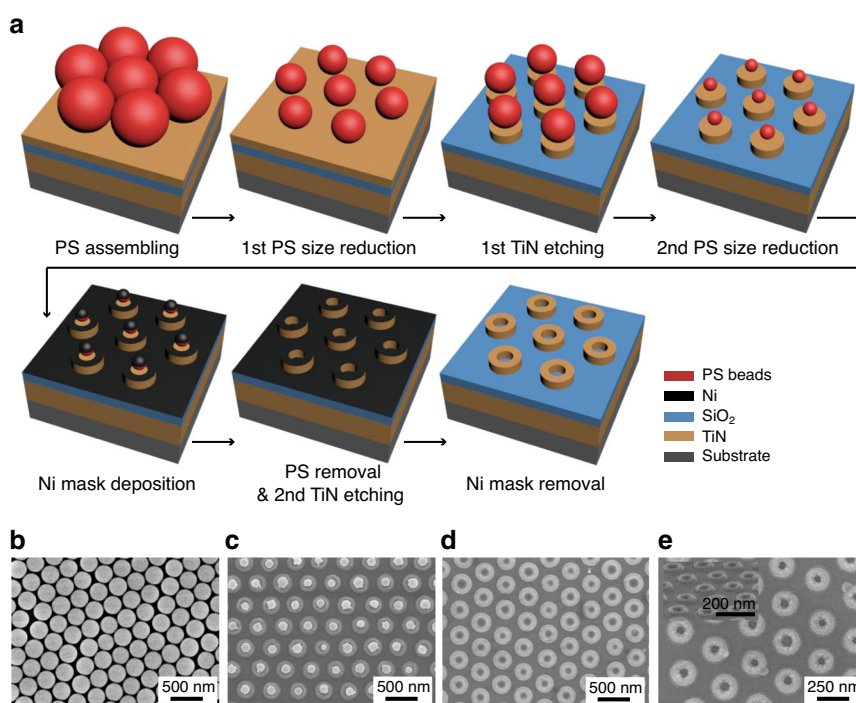 a
PS assembling
1st PS size reduction
1st TiN etching
2nd PS size reduction
Ni mask deposition
PS removal
& 2nd TiN etching
Ni mask removal
PS beads
Ni
SiO₂
TiN
Substrate
b
500 nm
c
500 nm
d
500 nm
e
200 nm
250 nm